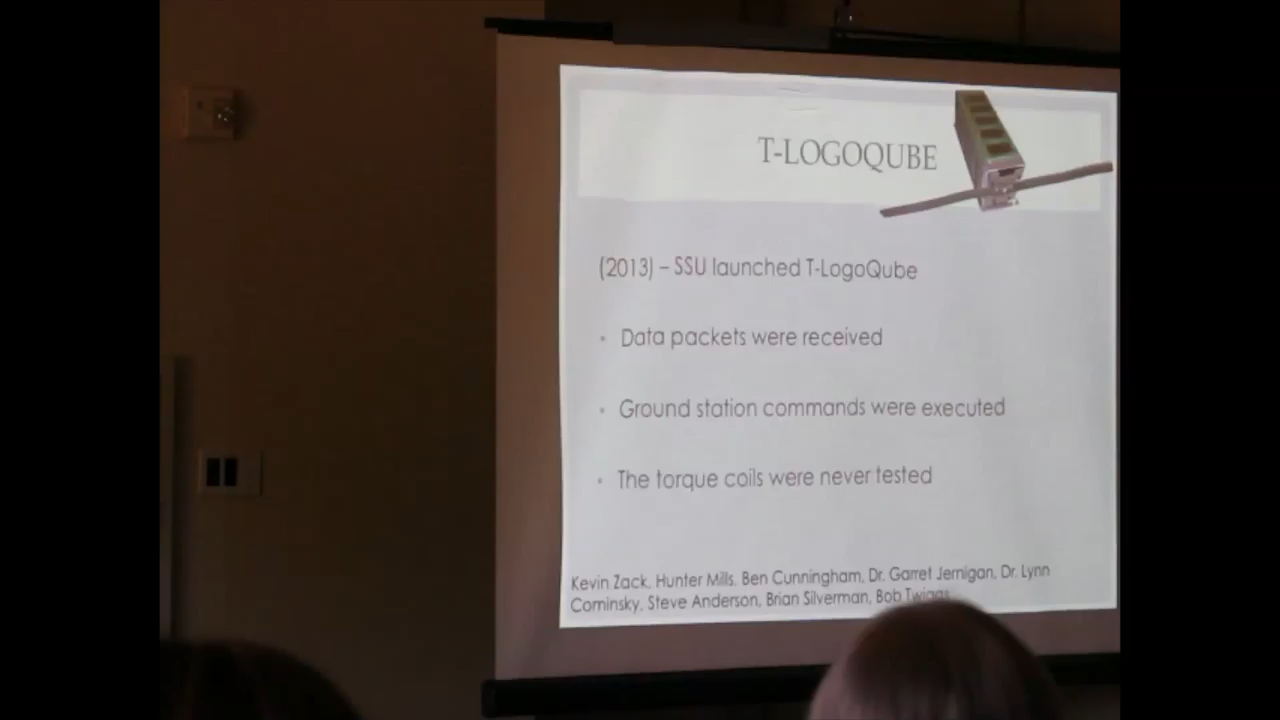 T-LOGOQUBE
(2013) – SSU launched T-LogoQube
• Data packets were received
• Ground station commands were executed
• The torque coils were never tested
Kevin Zack, Hunter Mills, Ben Cunningham, Dr. Garret Jernigan, Dr. Lynn
Cominsky, Steve Anderson, Brian Silverman, Bob Twiggs